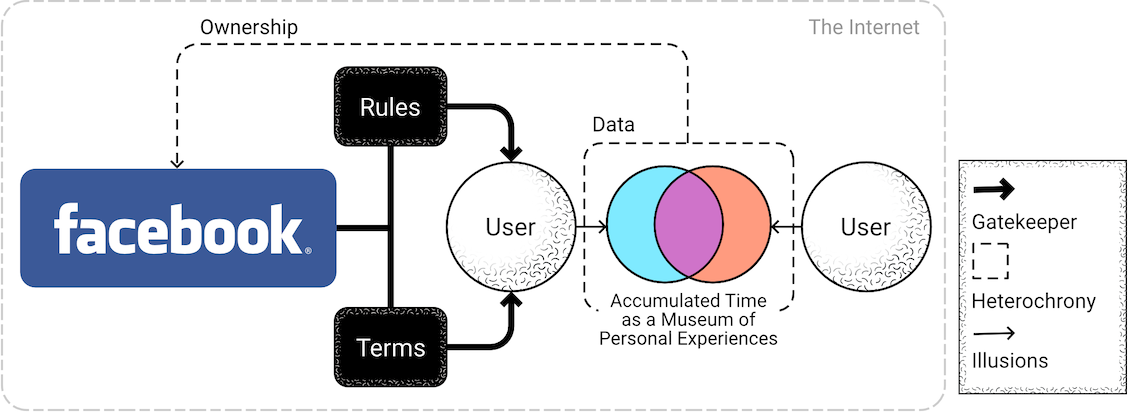 Ownership
The Internet
Rules
Data
facebook®
User
User
Accumulated Time
as a Museum of
Personal Experiences
Terms
Gatekeeper
Heterochrony
Illusions